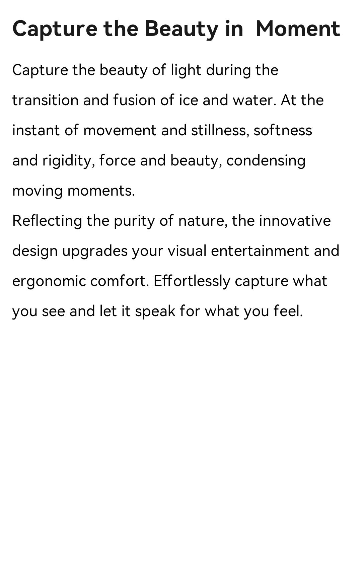 Capture the Beauty in  Moment
Capture the beauty of light during the
transition and fusion of ice and water. At the
instant of movement and stillness, softness
and rigidity, force and beauty, condensing
moving moments.
Reflecting the purity of nature, the innovative
design upgrades your visual entertainment and
ergonomic comfort. Effortlessly capture what
you see and let it speak for what you feel.